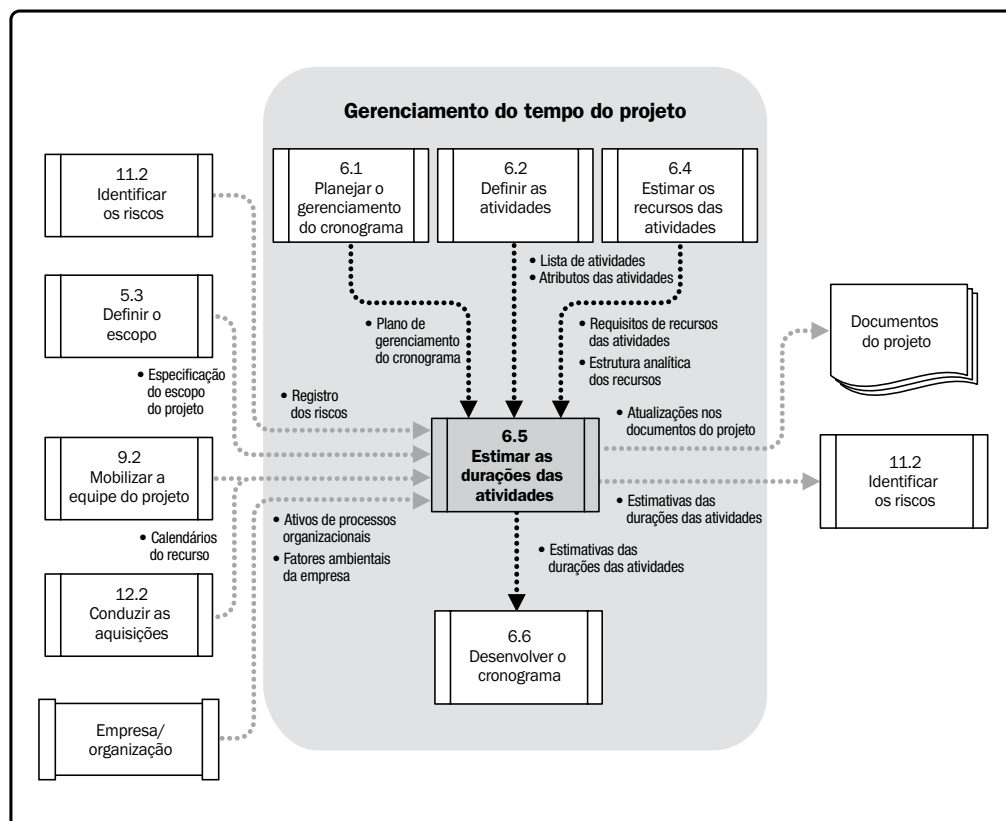 Gerenciamento do tempo do projeto
11.2
Identificar
os riscos
6.1
Planejar o
gerenciamento
do cronograma
6.2
Definir as
atividades
6.4
Estimar os
recursos das
atividades
• Lista de atividades
• Atributos das atividades
5.3
Definir o
escopo
• Plano de
gerenciamento
do cronograma
• Requisitos de recursos
das atividades
• Estrutura analítica
dos recursos
Documentos
do projeto
• Especificação
do escopo
do projeto
• Registro
dos riscos
• Atualizações nos
documentos do projeto
9.2
Mobilizar a
equipe do projeto
6.5
Estimar as
durações das
atividades
11.2
Identificar
os riscos
• Calendários
do recurso
• Ativos de processos
organizacionais
• Fatores ambientais
da empresa
• Estimativas das
durações das atividades
• Estimativas das
durações das atividades
12.2
Conduzir as
aquisições
6.6
Desenvolver o
cronograma
Empresa/
organização